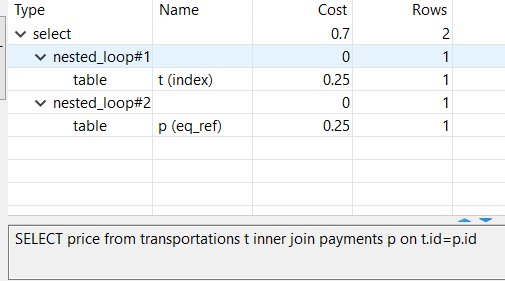 Type Name Cost Rows
select 0.7 2
nested_loop#1 0 1
table t (index) 0.25 1
nested_loop#2 0 1
table p (eq_ref) 0.25 1
SELECT price from transportations t inner join payments p on t.id=p.id